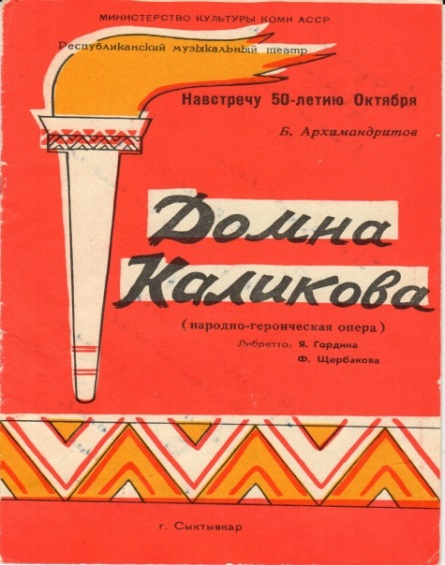 МИНИСТЕРСТВО КУЛЬТУРЫ КОМИ АССР
Республиканский музыкальный театр
Навстречу 50-летию Октября
Б. Архимандритов
Домна
Каликова
(народно-героическая опера)
Либретто: Я. Гордина
Ф. Щербакова
г. Сыктывкар